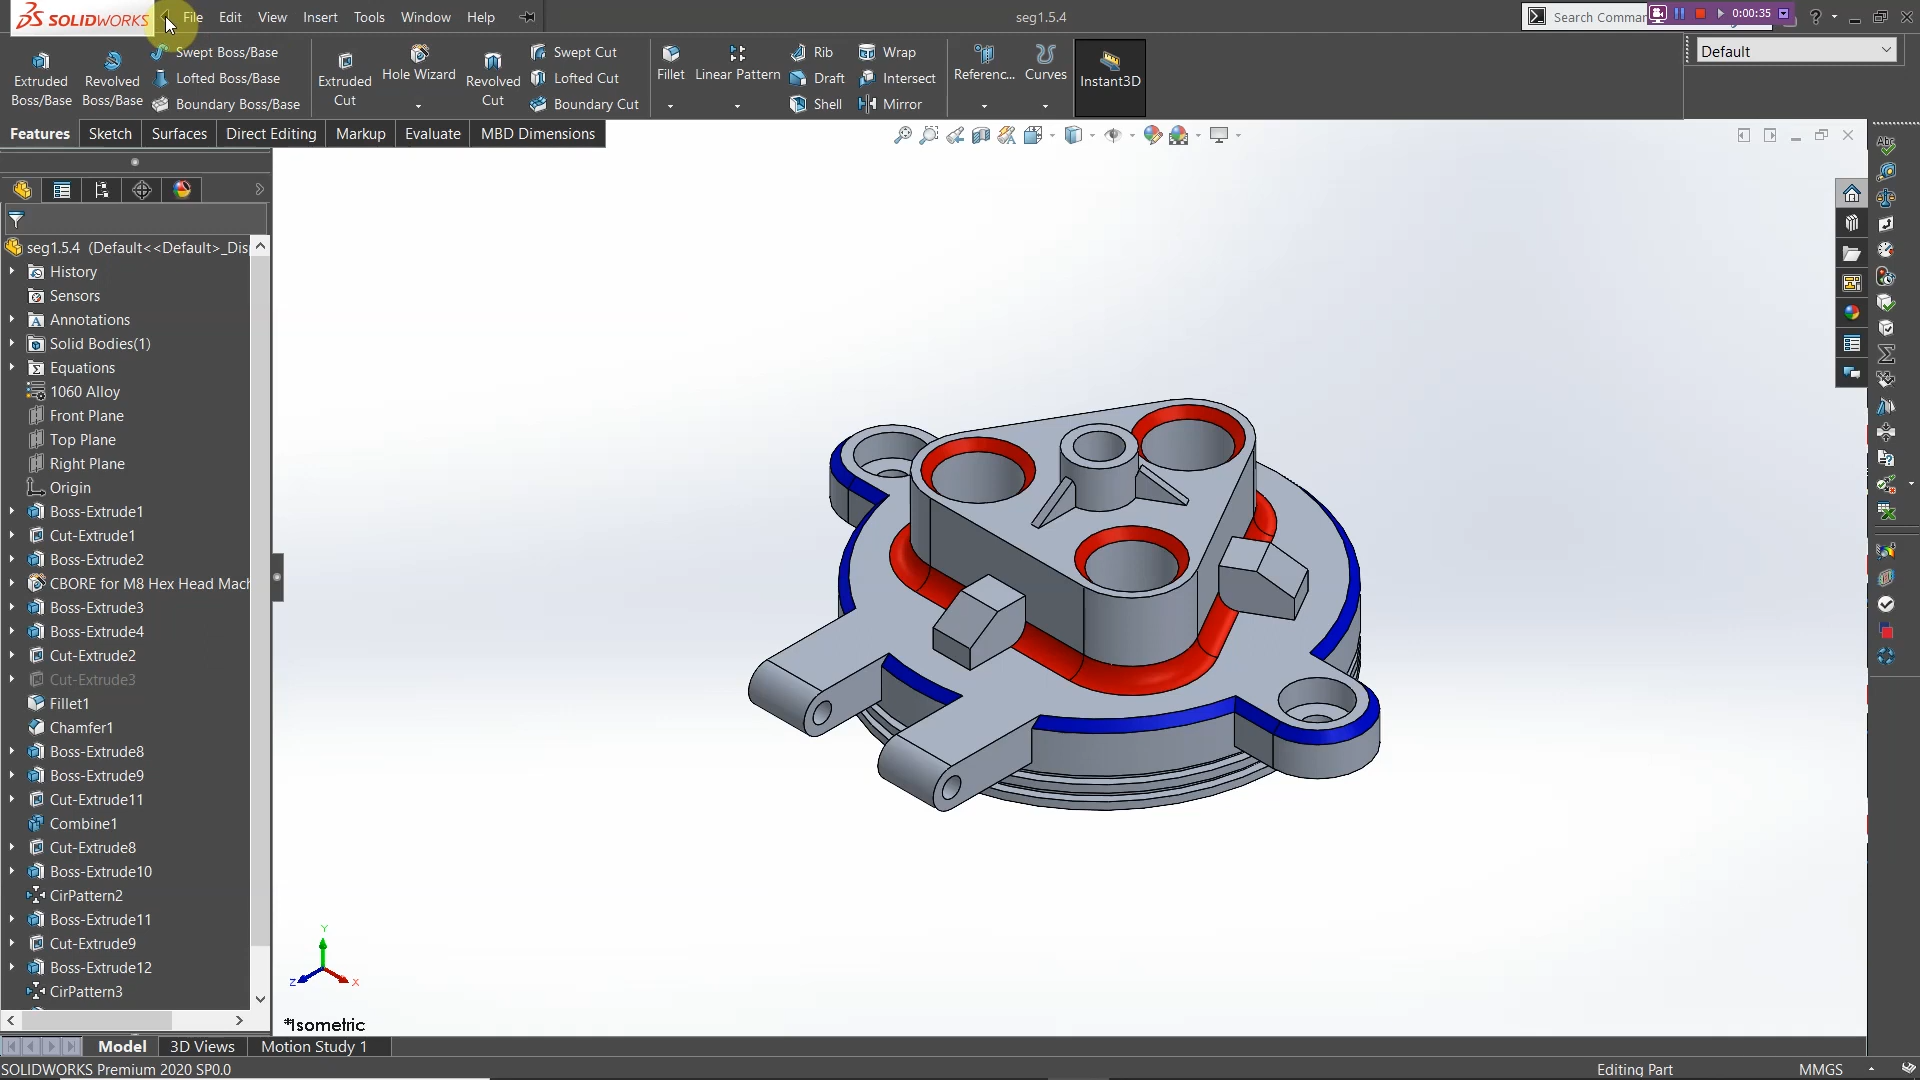 SOLIDWORKS File Edit View Insert Tools Window Help seg1.5.4 0:00:35
Search Comma
Extruded Boss/Base
Revolved Boss/Base
Swept Boss/Base
Lofted Boss/Base
Boundary Boss/Base
Extruded Cut
Hole Wizard
Revolved Cut
Swept Cut
Lofted Cut
Boundary Cut
Fillet
Linear Pattern
Rib
Draft
Shell
Wrap
Intersect
Mirror
Referenc...
Curves
Instant3D
Default
Features Sketch Surfaces Direct Editing Markup Evaluate MBD Dimensions
seg1.5.4 (Default<<Default>_Dis
History
Sensors
Annotations
Solid Bodies(1)
Equations
1060 Alloy
Front Plane
Top Plane
Right Plane
Origin
Boss-Extrude1
Cut-Extrude1
Boss-Extrude2
CBORE for M8 Hex Head Mach
Boss-Extrude3
Boss-Extrude4
Cut-Extrude2
Cut-Extrude3
Fillet1
Chamfer1
Boss-Extrude8
Boss-Extrude9
Cut-Extrude11
Combine1
Cut-Extrude8
Boss-Extrude10
CirPattern2
Boss-Extrude11
Cut-Extrude9
Boss-Extrude12
CirPattern3
Y
Z
X
*Isometric
Model 3D Views Motion Study 1
SOLIDWORKS Premium 2020 SP0.0 Editing Part MMGS